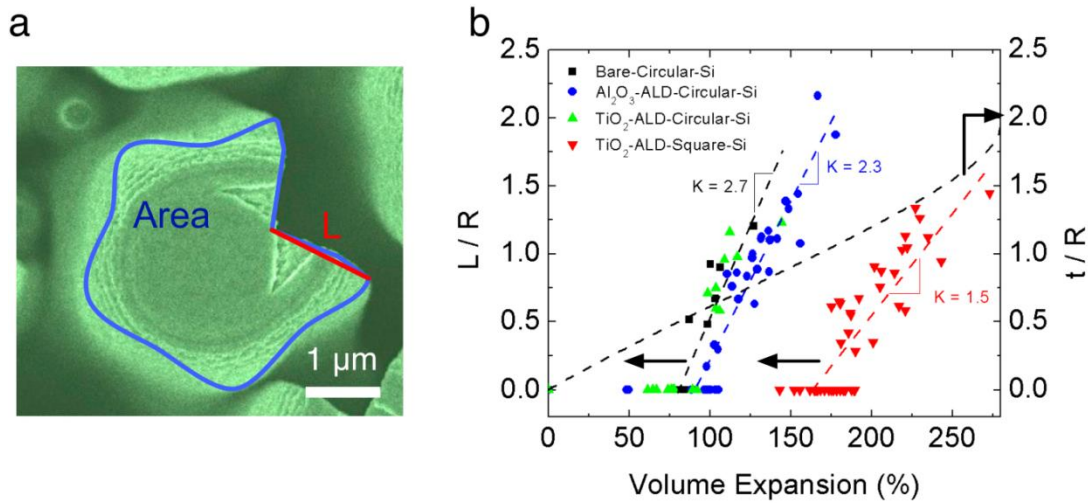 a
Area
L
1 μm
b
2.5
2.0
1.5
1.0
0.5
0.0
L / R
Bare-Circular-Si
Al₂O₃-ALD-Circular-Si
TiO₂-ALD-Circular-Si
TiO₂-ALD-Square-Si
K = 2.7
K = 2.3
K = 1.5
2.5
2.0
1.5
1.0
0.5
0.0
t / R
0 50 100 150 200 250
Volume Expansion (%)